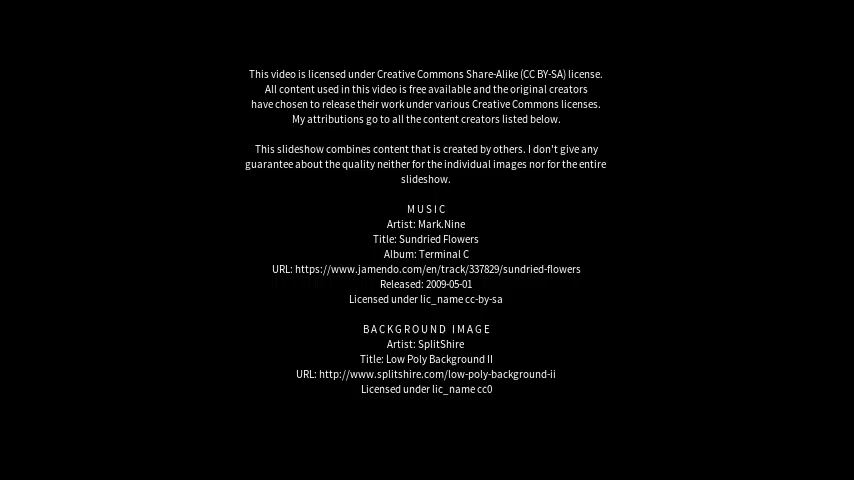 This video is licensed under Creative Commons Share-Alike (CC BY-SA) license.
All content used in this video is free available and the original creators
have chosen to release their work under various Creative Commons licenses.
My attributions go to all the content creators listed below.
This slideshow combines content that is created by others. I don't give any
guarantee about the quality neither for the individual images nor for the entire
slideshow.
MUSIC
Artist: Mark.Nine
Title: Sundried Flowers
Album: Terminal C
URL: https://www.jamendo.com/en/track/337829/sundried-flowers
Released: 2009-05-01
Licensed under lic_name cc-by-sa
BACKGROUND IMAGE
Artist: SplitShire
Title: Low Poly Background II
URL: http://www.splitshire.com/low-poly-background-ii
Licensed under lic_name cc0